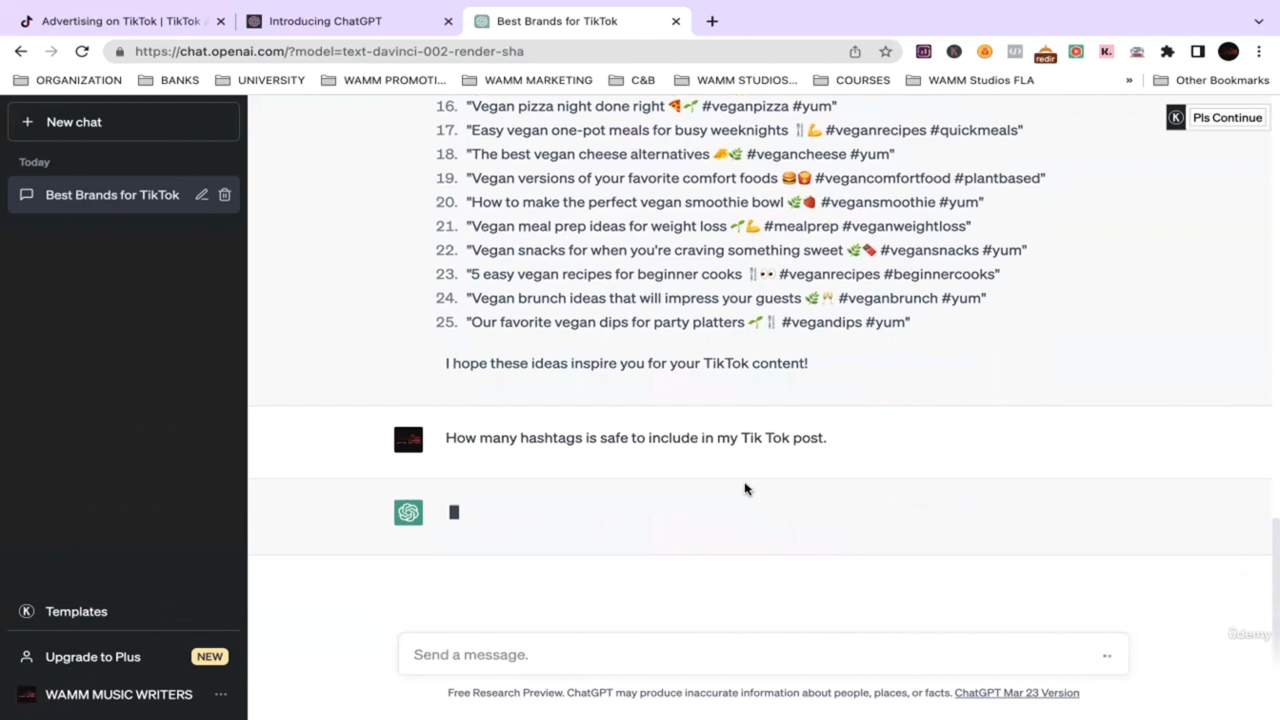 Advertising on TikTok | TikTok
Introducing ChatGPT
Best Brands for TikTok
https://chat.openai.com/?model=text-davinci-002-render-sha
redir
K.
ORGANIZATION
BANKS
UNIVERSITY
WAMM PROMOTI...
WAMM MARKETING
C&B
WAMM STUDIOS...
COURSES
WAMM Studios FLA
»
Other Bookmarks
+ New chat
Today
Best Brands for TikTok
K Pls Continue
16. "Vegan pizza night done right 🍕🌱 #veganpizza #yum"
17. "Easy vegan one-pot meals for busy weeknights 🍴💪 #veganrecipes #quickmeals"
18. "The best vegan cheese alternatives 🧀🌿 #vegancheese #yum"
19. "Vegan versions of your favorite comfort foods 🍔🍟 #vegancomfortfood #plantbased"
20. "How to make the perfect vegan smoothie bowl 🌿🍓 #vegansmoothie #yum"
21. "Vegan meal prep ideas for weight loss 🌱💪 #mealprep #veganweightloss"
22. "Vegan snacks for when you're craving something sweet 🌿🍫 #vegansnacks #yum"
23. "5 easy vegan recipes for beginner cooks 🍴👀 #veganrecipes #beginnercooks"
24. "Vegan brunch ideas that will impress your guests 🌿🥂 #veganbrunch #yum"
25. "Our favorite vegan dips for party platters 🌱🍴 #vegandips #yum"
I hope these ideas inspire you for your TikTok content!
How many hashtags is safe to include in my Tik Tok post.
K Templates
Upgrade to Plus NEW
WAMM MUSIC WRITERS ...
Send a message.
Free Research Preview. ChatGPT may produce inaccurate information about people, places, or facts. ChatGPT Mar 23 Version
ûdemy